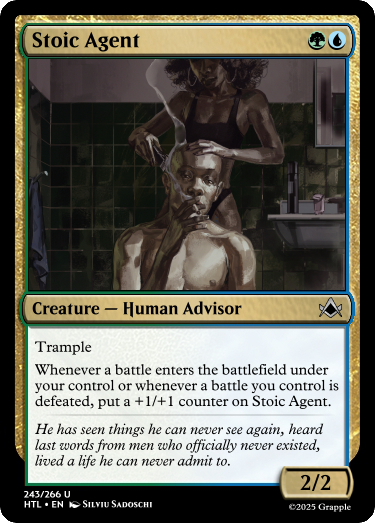 Stoic Agent
Creature — Human Advisor
Trample
Whenever a battle enters the battlefield under
your control or whenever a battle you control is
defeated, put a +1/+1 counter on Stoic Agent.
He has seen things he can never see again, heard
last words from men who officially never existed,
lived a life he can never admit to.
2/2
243/266 U
HTL • EN Silviu Sadoschi
©2025 Grapple